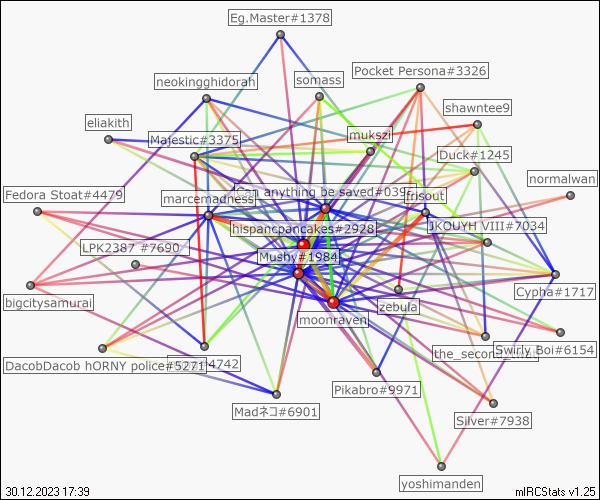 Eg.Master#1378
Pocket Persona#3326
neokingghidorah
somass
shawntee9
eliakith
mukszi
Majestic#3375
Duck#1245
normalwan
Fedora Stoat#4479
marcemadness
Can anything be saved#039
frisout
hispancpancakes#2928
JKOUYH VIII#7034
LPK2387 #7690
Mushy#1984
Cypha#1717
bigcitysamurai
zebula
moonraven
the_second
Swirly Boi#6154
DacobDacob hORNY police#5271
4742
Pikabro#9971
Madネコ#6901
Silver#7938
yoshimanden
30.12.2023 17:39
mIRCStats v1.25